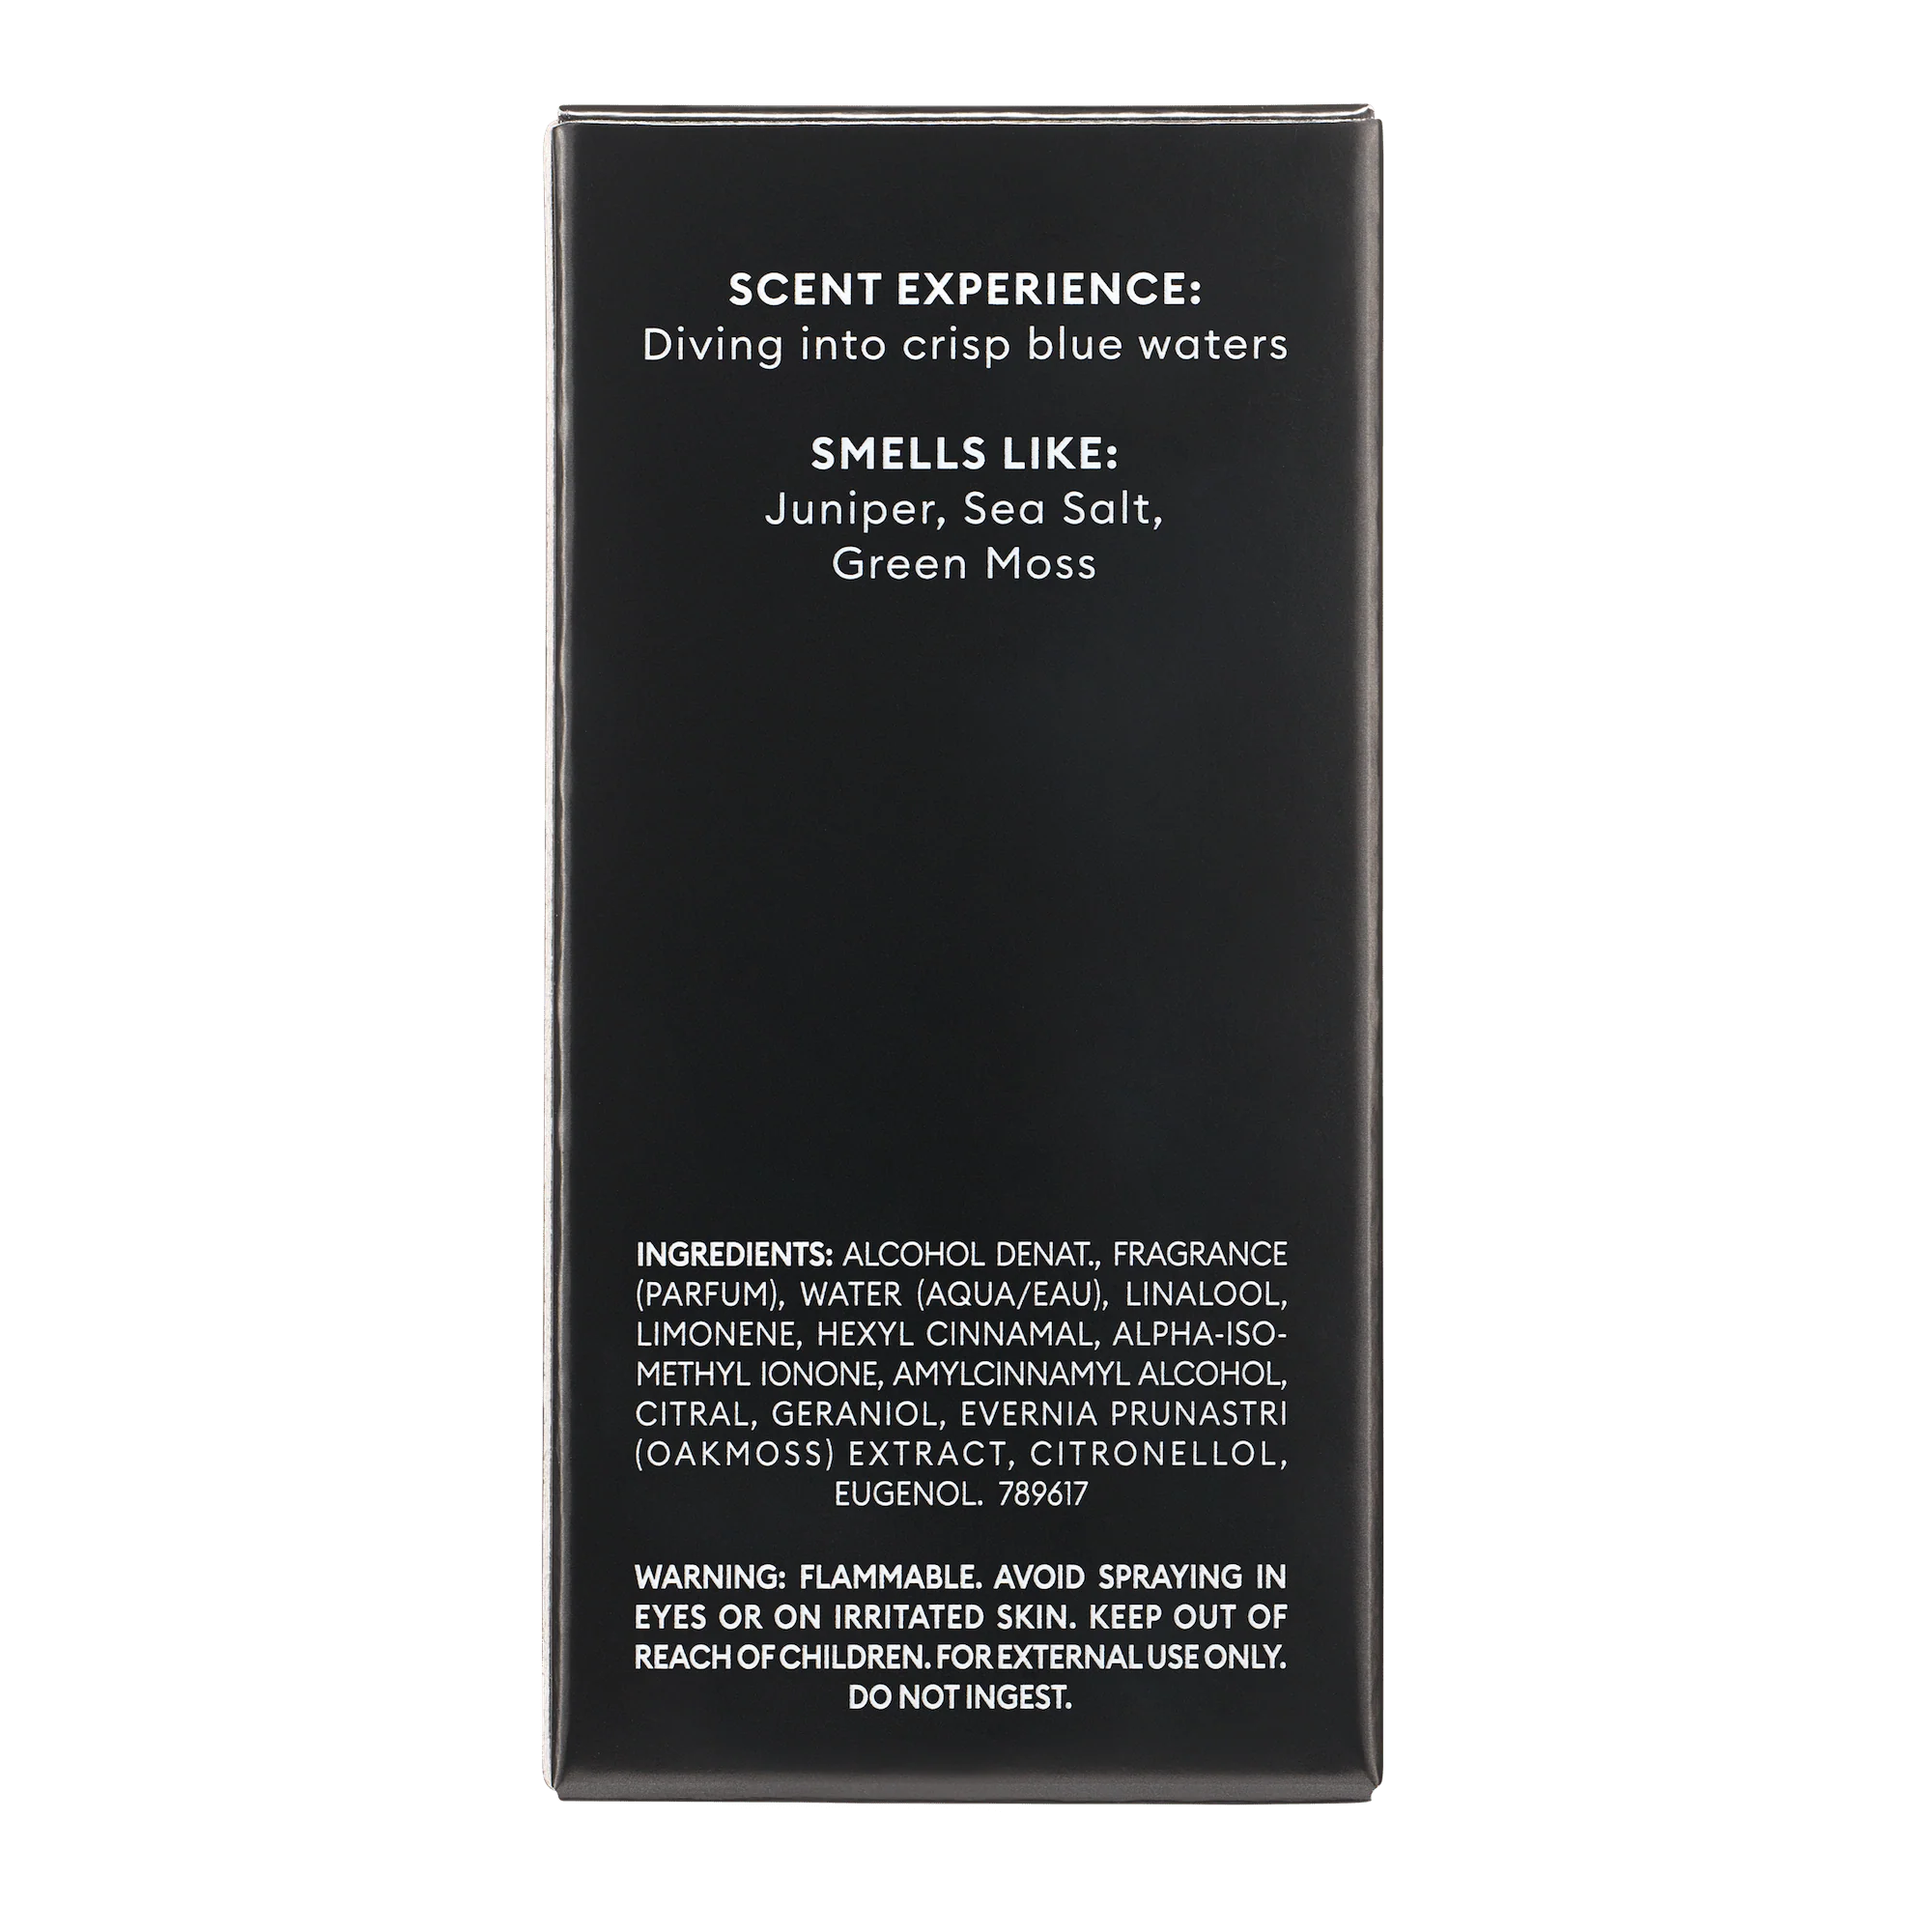 SCENT EXPERIENCE:
Diving into crisp blue waters
SMELLS LIKE:
Juniper, Sea Salt,
Green Moss
INGREDIENTS: ALCOHOL DENAT., FRAGRANCE
(PARFUM), WATER (AQUA/EAU), LINALOOL,
LIMONENE, HEXYL CINNAMAL, ALPHA-ISO-
METHYL IONONE, AMYLCINNAMYL ALCOHOL,
CITRAL, GERANIOL, EVERNIA PRUNASTRI
(OAKMOSS) EXTRACT, CITRONELLOL,
EUGENOL. 789617
WARNING: FLAMMABLE. AVOID SPRAYING IN
EYES OR ON IRRITATED SKIN. KEEP OUT OF
REACH OF CHILDREN. FOR EXTERNAL USE ONLY.
DO NOT INGEST.